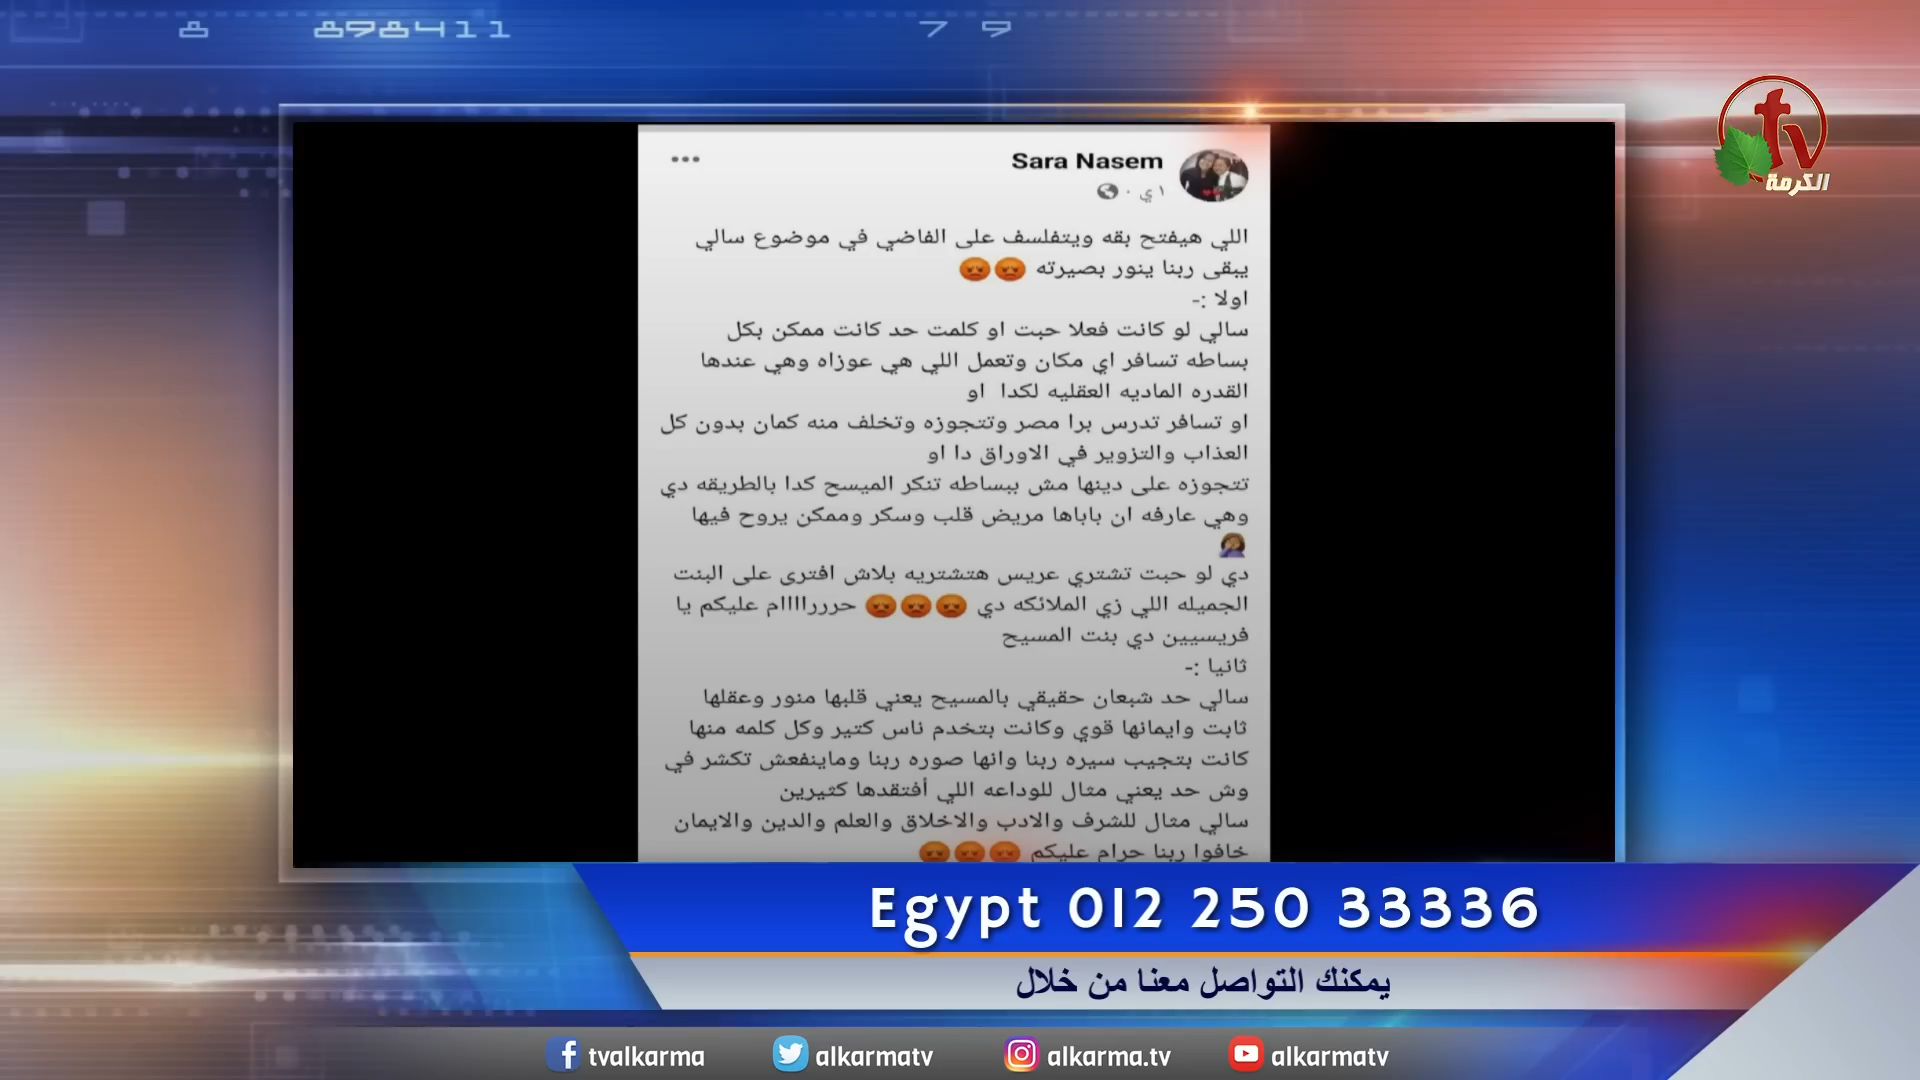 8 898411 7 9
tv
الكرمة
Sara Nasem
١ ي ·
اللي هيفتح بقه ويتفلسف على الفاضي في موضوع سالي
يبقى ربنا ينور بصيرته 😡😡
اولا :-
سالي لو كانت فعلا حبت او كلمت حد كانت ممكن بكل
بساطه تسافر اي مكان وتعمل اللي هي عوزاه وهي عندها
القدره الماديه العقليه لكدا او
او تسافر تدرس برا مصر وتتجوزه وتخلف منه كمان بدون كل
العذاب والتزوير في الاوراق دا او
تتجوزه على دينها مش ببساطه تنكر الميسح كدا بالطريقه دي
وهي عارفه ان باباها مريض قلب وسكر وممكن يروح فيها
🤦🏾‍♀️
دي لو حبت تشتري عريس هتشتريه بلاش افترى على البنت
الجميله اللي زي الملائكه دي 😡😡😡 حررراااام عليكم يا
فريسيين دي بنت المسيح
ثانيا :-
سالي حد شبعان حقيقي بالمسيح يعني قلبها منور وعقلها
ثابت وايمانها قوي وكانت بتخدم ناس كتير وكل كلمه منها
كانت بتجيب سيره ربنا وانها صوره ربنا وماينفعش تكشر في
وش حد يعني مثال للوداعه اللي أفتقدها كثيرين
سالي مثال للشرف والادب والاخلاق والعلم والدين والايمان
خافوا ربنا حرام عليكم 😡😡😡
Egypt 012 250 33336
يمكنك التواصل معنا من خلال
tvalkarma alkarmatv alkarma.tv alkarmatv